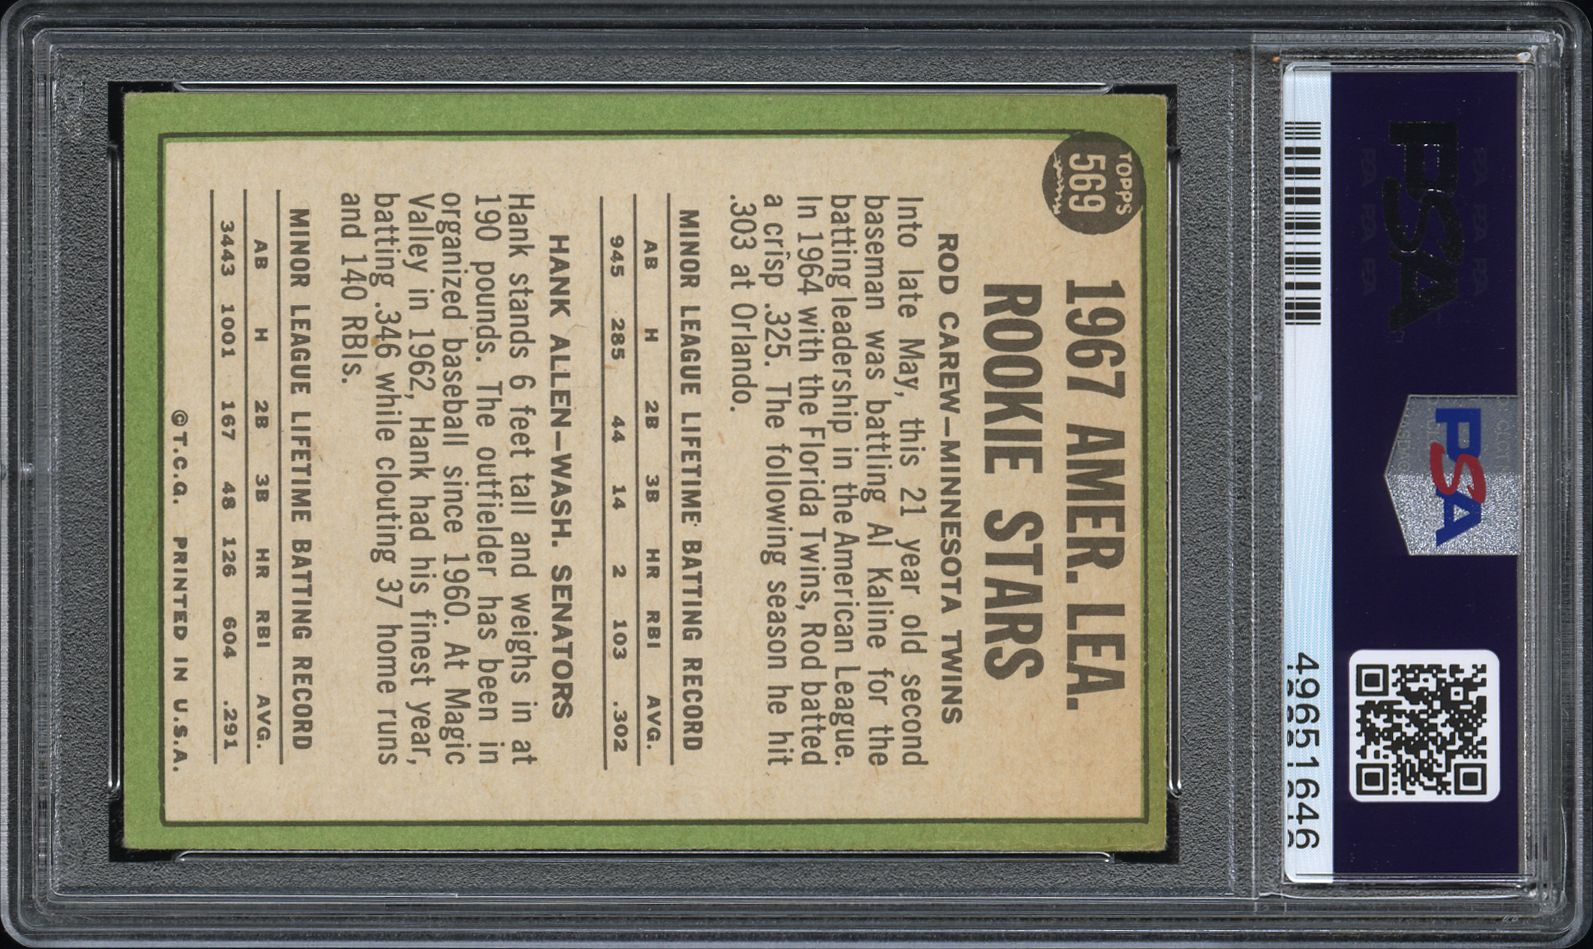 TOPPS
569
1967 AMER. LEA.
ROOKIE STARS
ROD CAREW—MINNESOTA TWINS
Into late May, this 21 year old second
baseman was battling Al Kaline for the
batting leadership in the American League.
In 1964 with the Florida Twins, Rod batted
a crisp .325. The following season he hit
.303 at Orlando.
MINOR LEAGUE LIFETIME BATTING RECORD
AB H 2B 3B HR RBI AVG.
945 285 44 14 2 103 .302
HANK ALLEN—WASH. SENATORS
Hank stands 6 feet tall and weighs in at
190 pounds. The outfielder has been in
organized baseball since 1960. At Magic
Valley in 1962, Hank had his finest year,
batting .346 while clouting 37 home runs
and 140 RBIs.
MINOR LEAGUE LIFETIME BATTING RECORD
AB H 2B 3B HR RBI AVG.
3443 1001 167 48 126 604 .291
©T.C.G. PRINTED IN U.S.A.
PSA
PSA
49651646